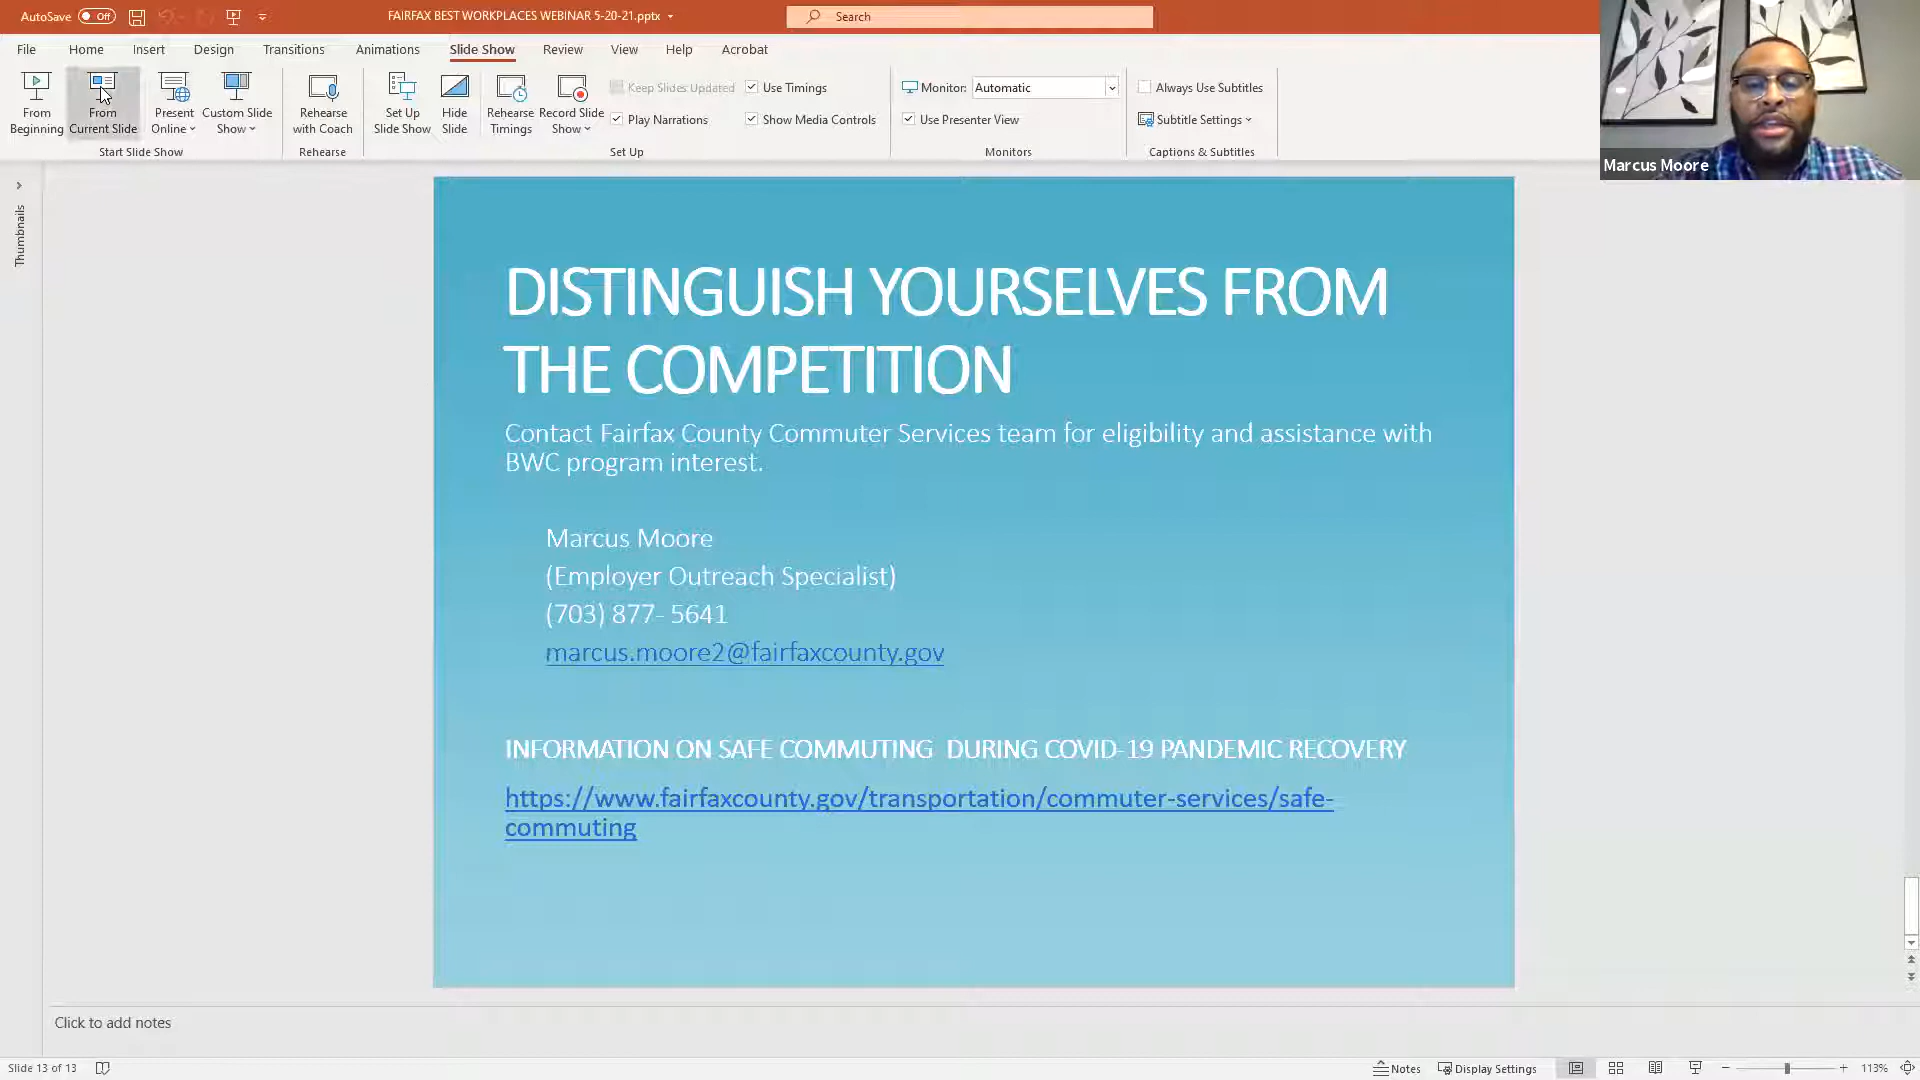 AutoSave Off
FAIRFAX BEST WORKPLACES WEBINAR 5-20-21.pptx
Search
File Home Insert Design Transitions Animations Slide Show Review View Help Acrobat
From Beginning
From Current Slide
Present Online
Custom Slide Show
Start Slide Show
Rehearse with Coach
Rehearse
Set Up Slide Show
Hide Slide
Rehearse Timings
Record Slide Show
Keep Slides Updated
Use Timings
Play Narrations
Show Media Controls
Set Up
Monitor: Automatic
Use Presenter View
Monitors
Always Use Subtitles
Subtitle Settings
Captions & Subtitles
Marcus Moore
Thumbnails
DISTINGUISH YOURSELVES FROM
THE COMPETITION
Contact Fairfax County Commuter Services team for eligibility and assistance with
BWC program interest.
Marcus Moore
(Employer Outreach Specialist)
(703) 877- 5641
marcus.moore2@fairfaxcounty.gov
INFORMATION ON SAFE COMMUTING DURING COVID-19 PANDEMIC RECOVERY
https://www.fairfaxcounty.gov/transportation/commuter-services/safe-
commuting
Click to add notes
Slide 13 of 13
Notes
Display Settings
113%